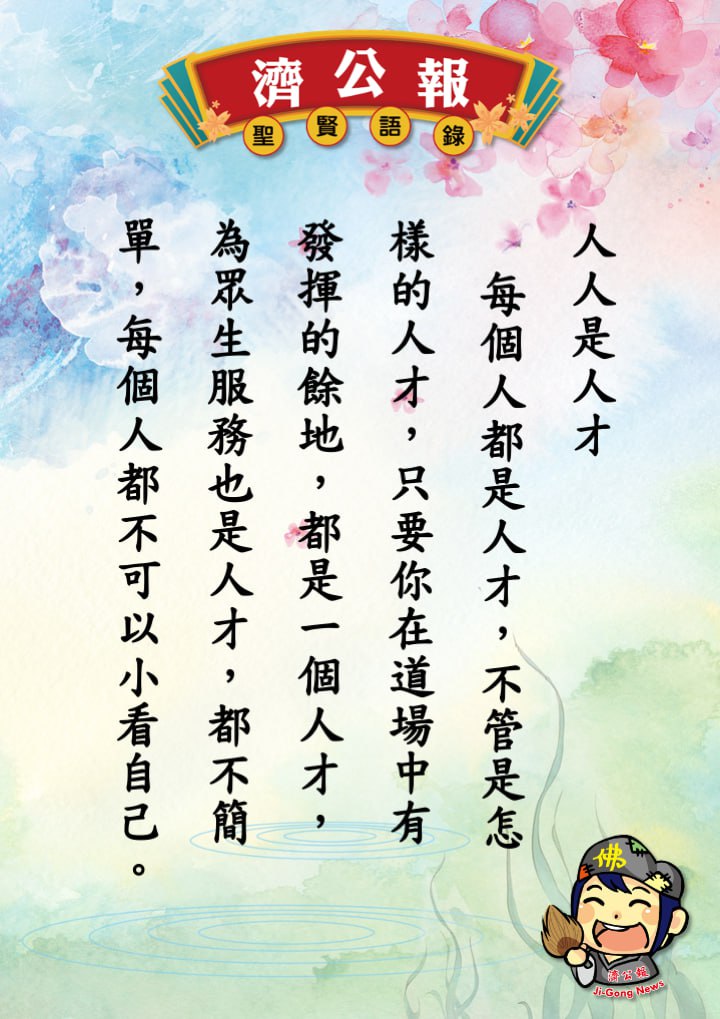 濟公報
聖賢語錄
人人是人才
每個人都是人才，不管是怎
樣的人才，只要你在道場中有
發揮的餘地，都是一個人才，
為眾生服務也是人才，都不簡
單，每個人都不可以小看自己。
佛
濟公報
Ji-Gong News